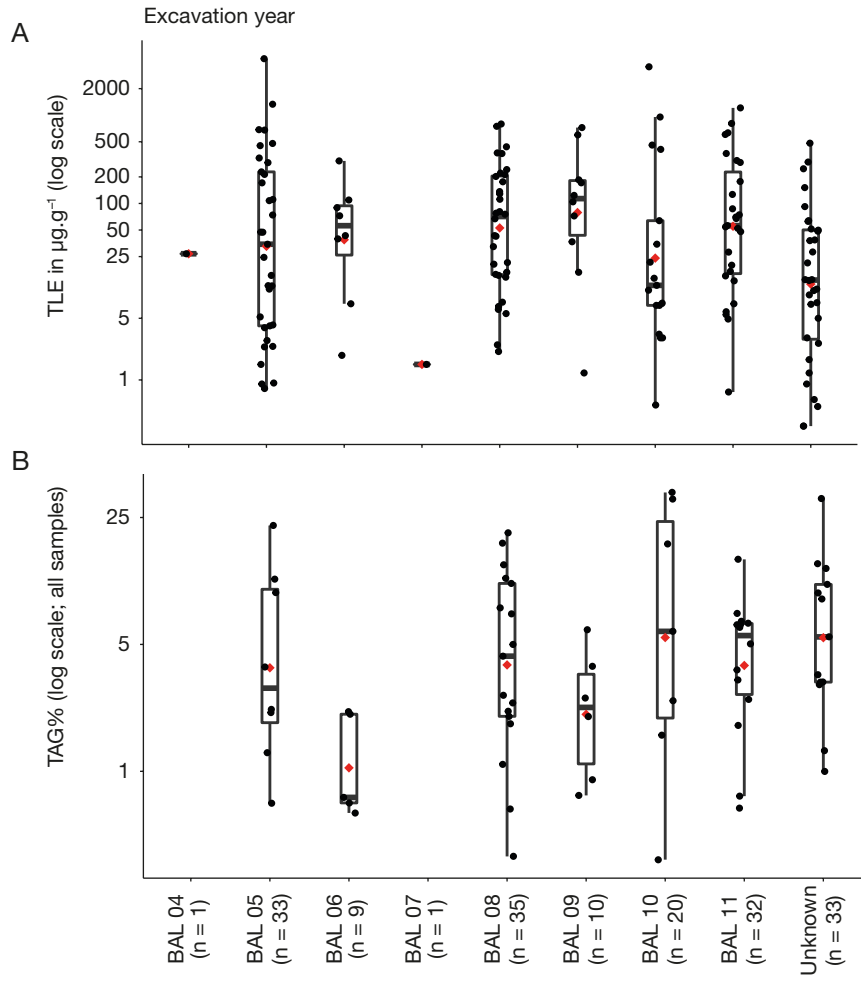 Excavation year
A
TLE in µg.g⁻¹ (log scale)
2000
500
200
100
50
25
5
1
B
TAG% (log scale; all samples)
25
5
1
BAL 04
(n = 1)
BAL 05
(n = 33)
BAL 06
(n = 9)
BAL 07
(n = 1)
BAL 08
(n = 35)
BAL 09
(n = 10)
BAL 10
(n = 20)
BAL 11
(n = 32)
Unknown
(n = 33)